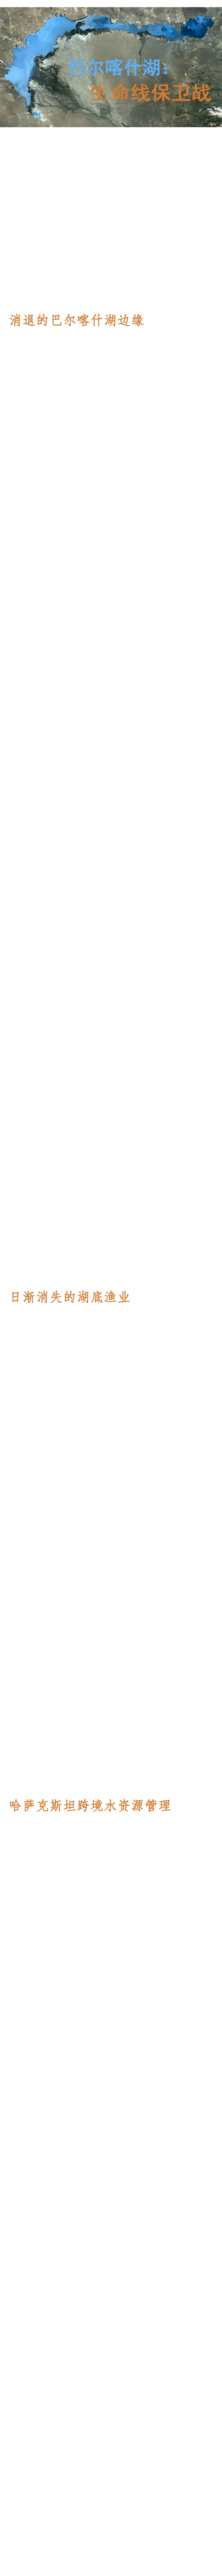 巴尔喀什湖：
生命线保卫战
消退的巴尔喀什湖边缘
日渐消失的湖底渔业
哈萨克斯坦跨境水资源管理